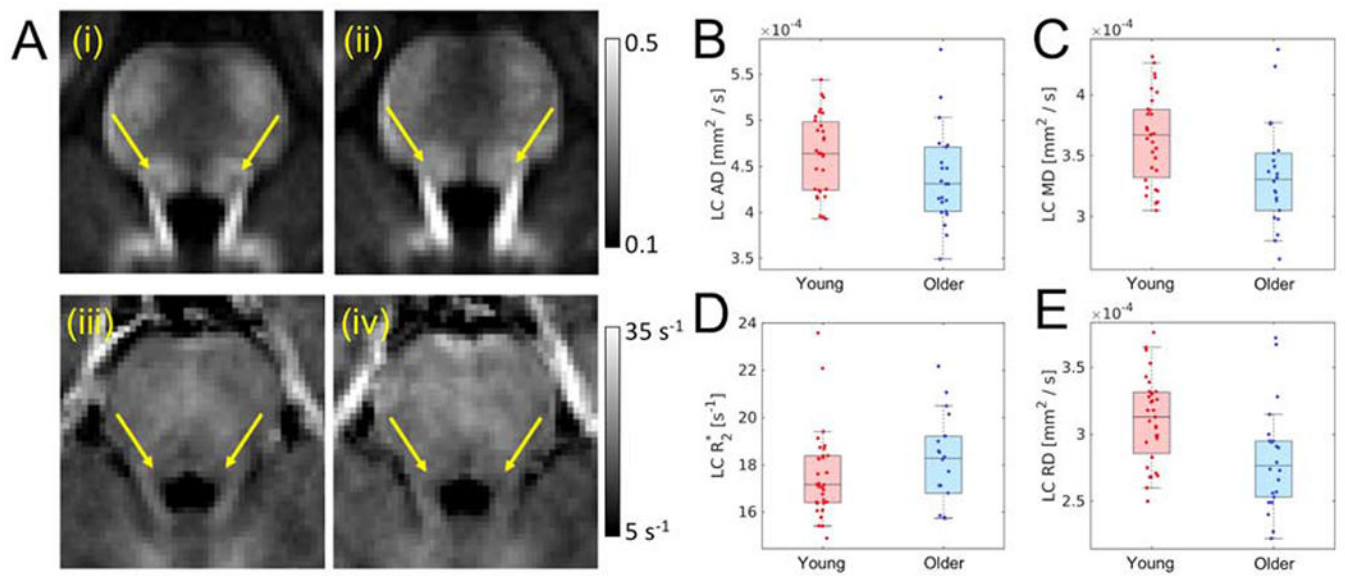 A
(i)
(ii)
0.5
0.1
(iii)
(iv)
35 s⁻¹
5 s⁻¹
B
×10⁻⁴
LC AD [mm² / s]
5.5
5
4.5
4
3.5
Young
Older
C
×10⁻⁴
LC MD [mm² / s]
4
3.5
3
Young
Older
D
LC R₂* [s⁻¹]
24
22
20
18
16
Young
Older
E
×10⁻⁴
LC RD [mm² / s]
3.5
3
2.5
Young
Older